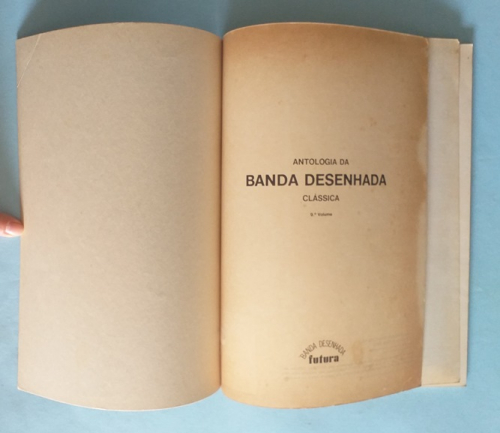 ANTOLOGIA DA
BANDA DESENHADA
CLÁSSICA
BANDA DESENHADA
futura